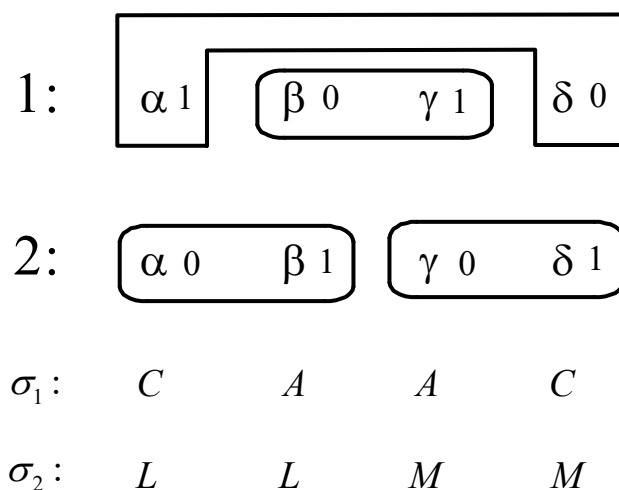 1: α 1 β 0 γ 1 δ 0
2: α 0 β 1 γ 0 δ 1
σ₁: C A A C
σ₂: L L M M